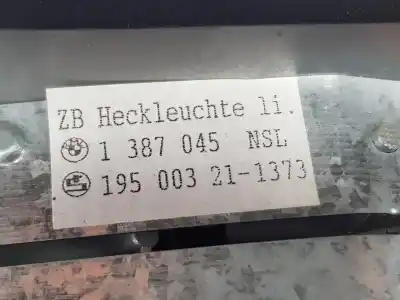 ZB Heckleuchte li.
1 387 045 NSL
195 003 21-1373